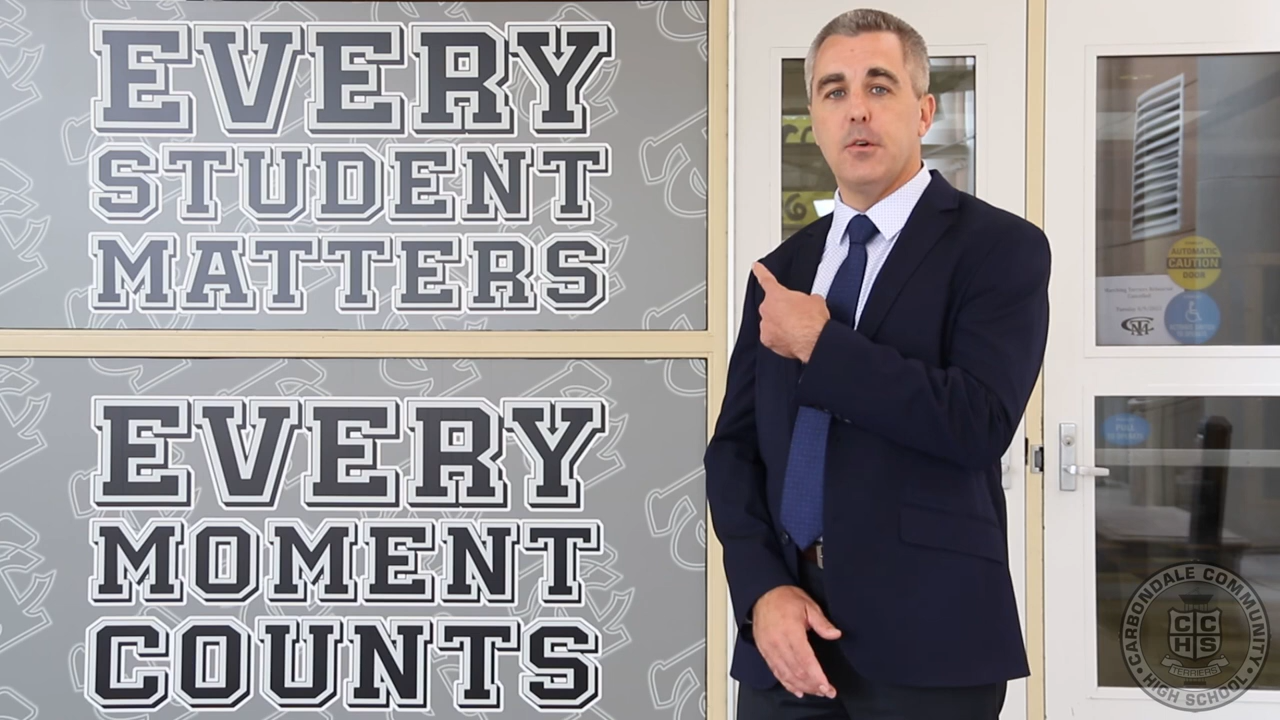 EVERY
STUDENT
MATTERS
EVERY
MOMENT
COUNTS
AUTOMATIC
CAUTION
DOOR
CARBONDALE COMMUNITY
HIGH SCHOOL
CCHS
TERRIERS